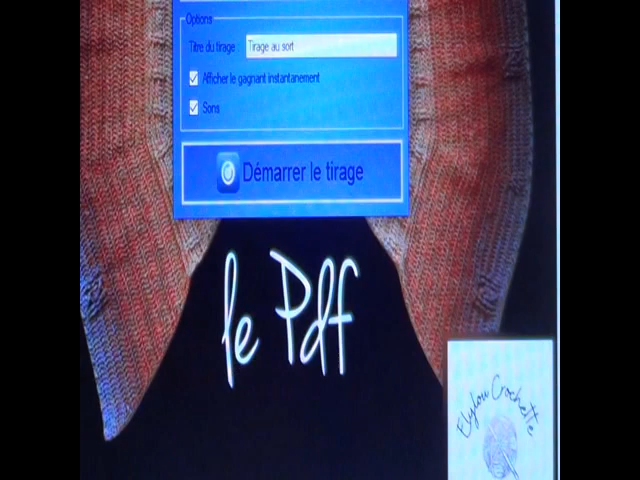 Options
Titre du tirage Tirage au sort
Afficher le gagnant instantanement
Sons
Démarrer le tirage
le Pdf
Elylou Crochette